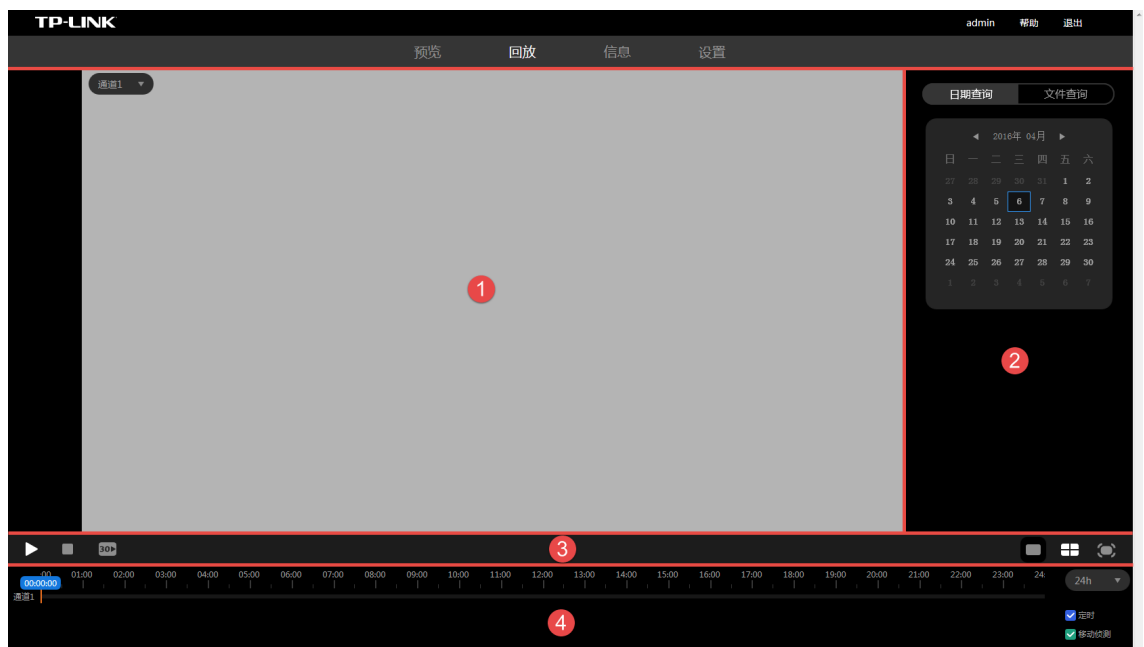 TP-LINK
admin 帮助 退出
预览 回放 信息 设置
通道1
日期查询 文件查询
2016年 04月
日 一 二 三 四 五 六
27 28 29 30 31 1 2
3 4 5 6 7 8 9
10 11 12 13 14 15 16
17 18 19 20 21 22 23
24 25 26 27 28 29 30
1 2 3 4 5 6 7
1
2
30
3
:00 01:00 02:00 03:00 04:00 05:00 06:00 07:00 08:00 09:00 10:00 11:00 12:00 13:00 14:00 15:00 16:00 17:00 18:00 19:00 20:00 21:00 22:00 23:00 24:
24h
00:00:00
通道1
4
定时
移动侦测